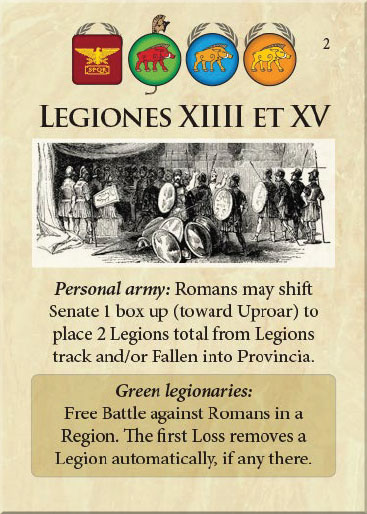 2
SPQR
LEGIONES XIIII ET XV
Personal army: Romans may shift
Senate 1 box up (toward Uproar) to
place 2 Legions total from Legions
track and/or Fallen into Provincia.
Green legionaries:
Free Battle against Romans in a
Region. The first Loss removes a
Legion automatically, if any there.